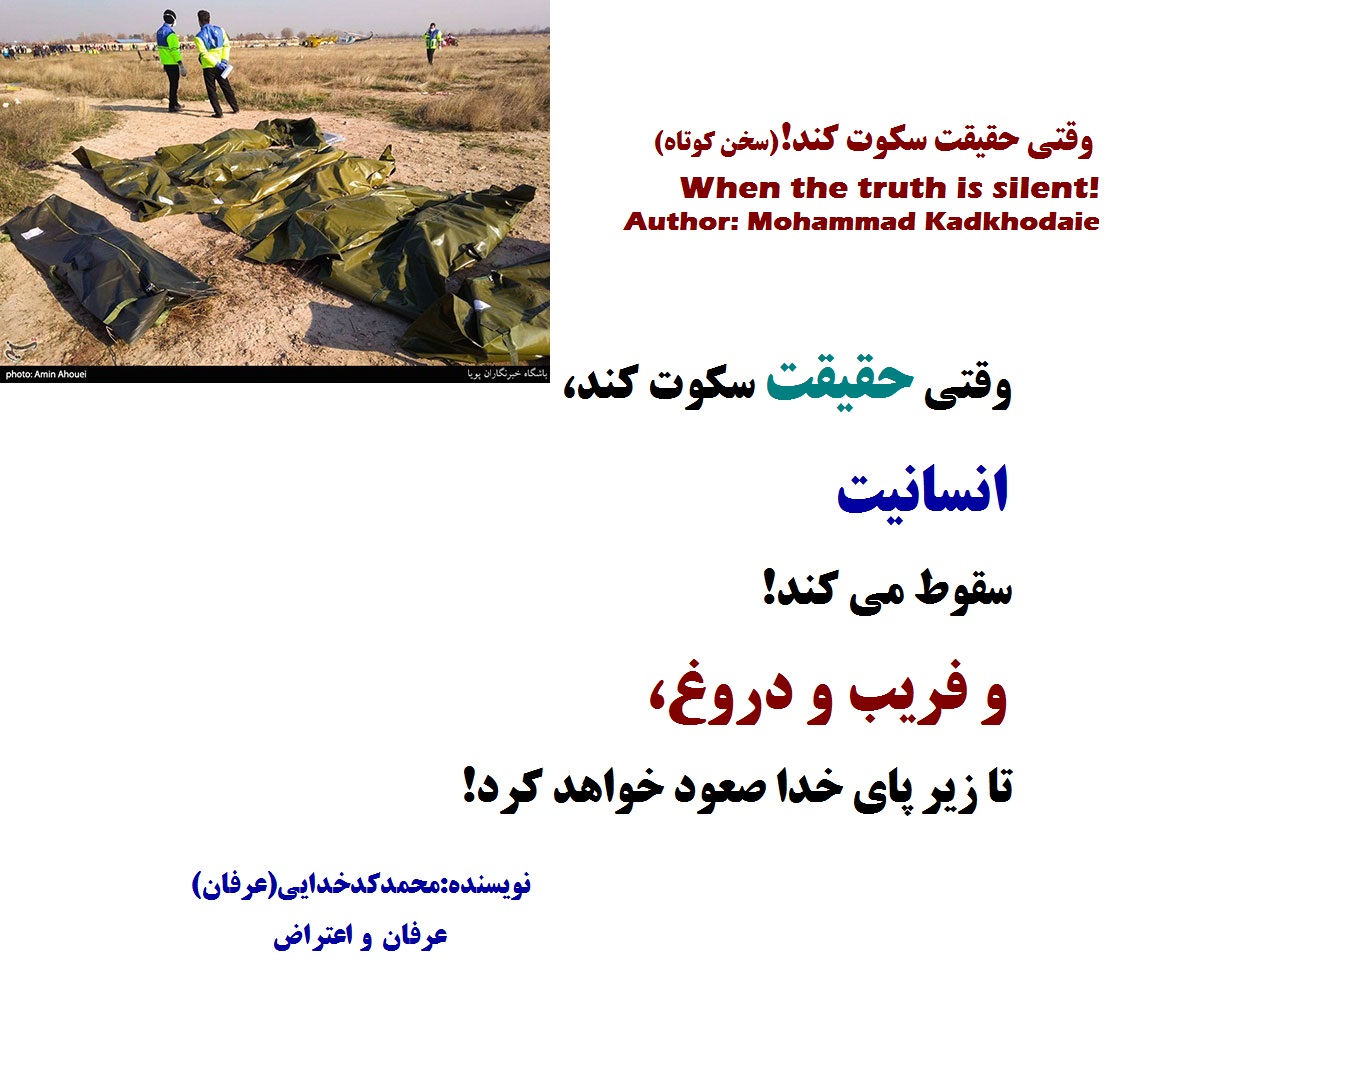 وقتی حقیقت سکوت کند!(سخن کوتاه)
When the truth is silent!
Author: Mohammad Kadkhodaie
photo: Amin Ahouei
باشگاه خبرنگاران پویا
وقتی حقیقت سکوت کند،
انسانیت
سقوط می کند!
و فریب و دروغ،
تا زیر پای خدا صعود خواهد کرد!
نویسنده:محمدکدخدایی(عرفان)
عرفان و اعتراض